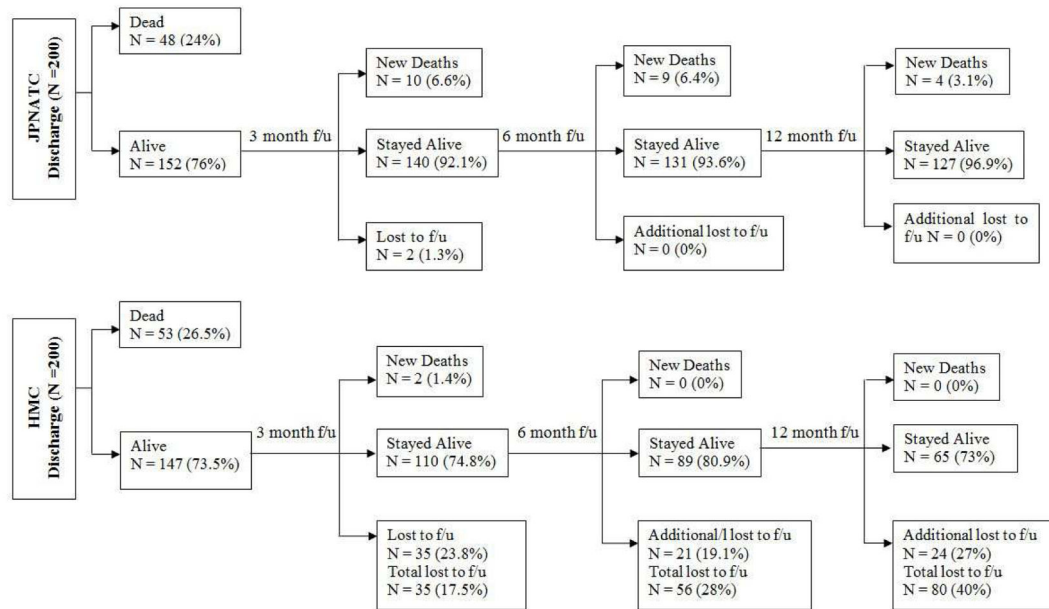 JPNATC
Discharge (N =200)
Dead
N = 48 (24%)
Alive
N = 152 (76%)
3 month f/u
New Deaths
N = 10 (6.6%)
Stayed Alive
N = 140 (92.1%)
Lost to f/u
N = 2 (1.3%)
6 month f/u
New Deaths
N = 9 (6.4%)
Stayed Alive
N = 131 (93.6%)
Additional lost to f/u
N = 0 (0%)
12 month f/u
New Deaths
N = 4 (3.1%)
Stayed Alive
N = 127 (96.9%)
Additional lost to
f/u N = 0 (0%)
HMC
Discharge (N =200)
Dead
N = 53 (26.5%)
Alive
N = 147 (73.5%)
3 month f/u
New Deaths
N = 2 (1.4%)
Stayed Alive
N = 110 (74.8%)
Lost to f/u
N = 35 (23.8%)
Total lost to f/u
N = 35 (17.5%)
6 month f/u
New Deaths
N = 0 (0%)
Stayed Alive
N = 89 (80.9%)
Additional/l lost to f/u
N = 21 (19.1%)
Total lost to f/u
N = 56 (28%)
12 month f/u
New Deaths
N = 0 (0%)
Stayed Alive
N = 65 (73%)
Additional lost to f/u
N = 24 (27%)
Total lost to f/u
N = 80 (40%)